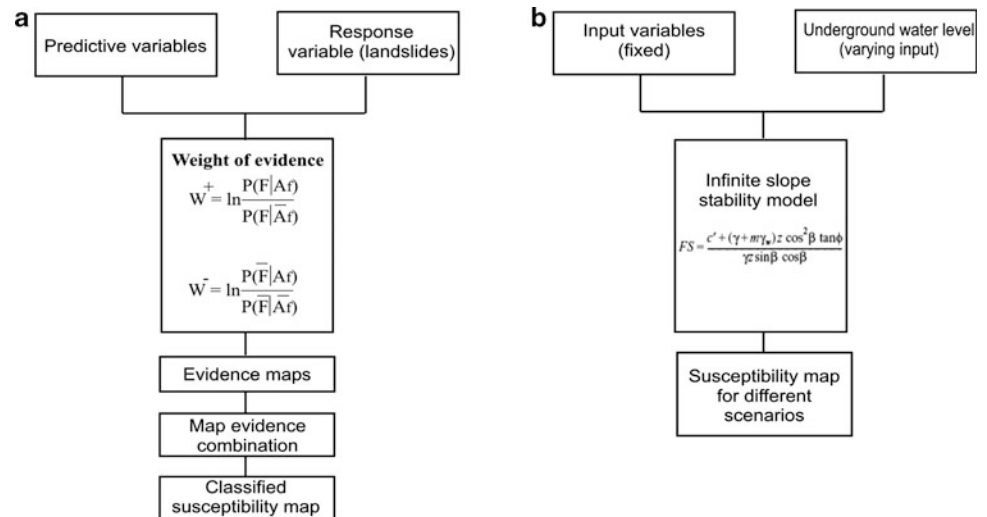 a
Predictive variables
Response
variable (landslides)
Weight of evidence
W⁺ = ln P(F|Af) / P(F|A̅f)
W⁻ = ln P(F̅|Af) / P(F̅|A̅f)
Evidence maps
Map evidence
combination
Classified
susceptibility map
b
Input variables
(fixed)
Underground water level
(varying input)
Infinite slope
stability model
FS = c' + (γ + mγw) z cos²β tanϕ / γz sinβ cosβ
Susceptibility map
for different
scenarios